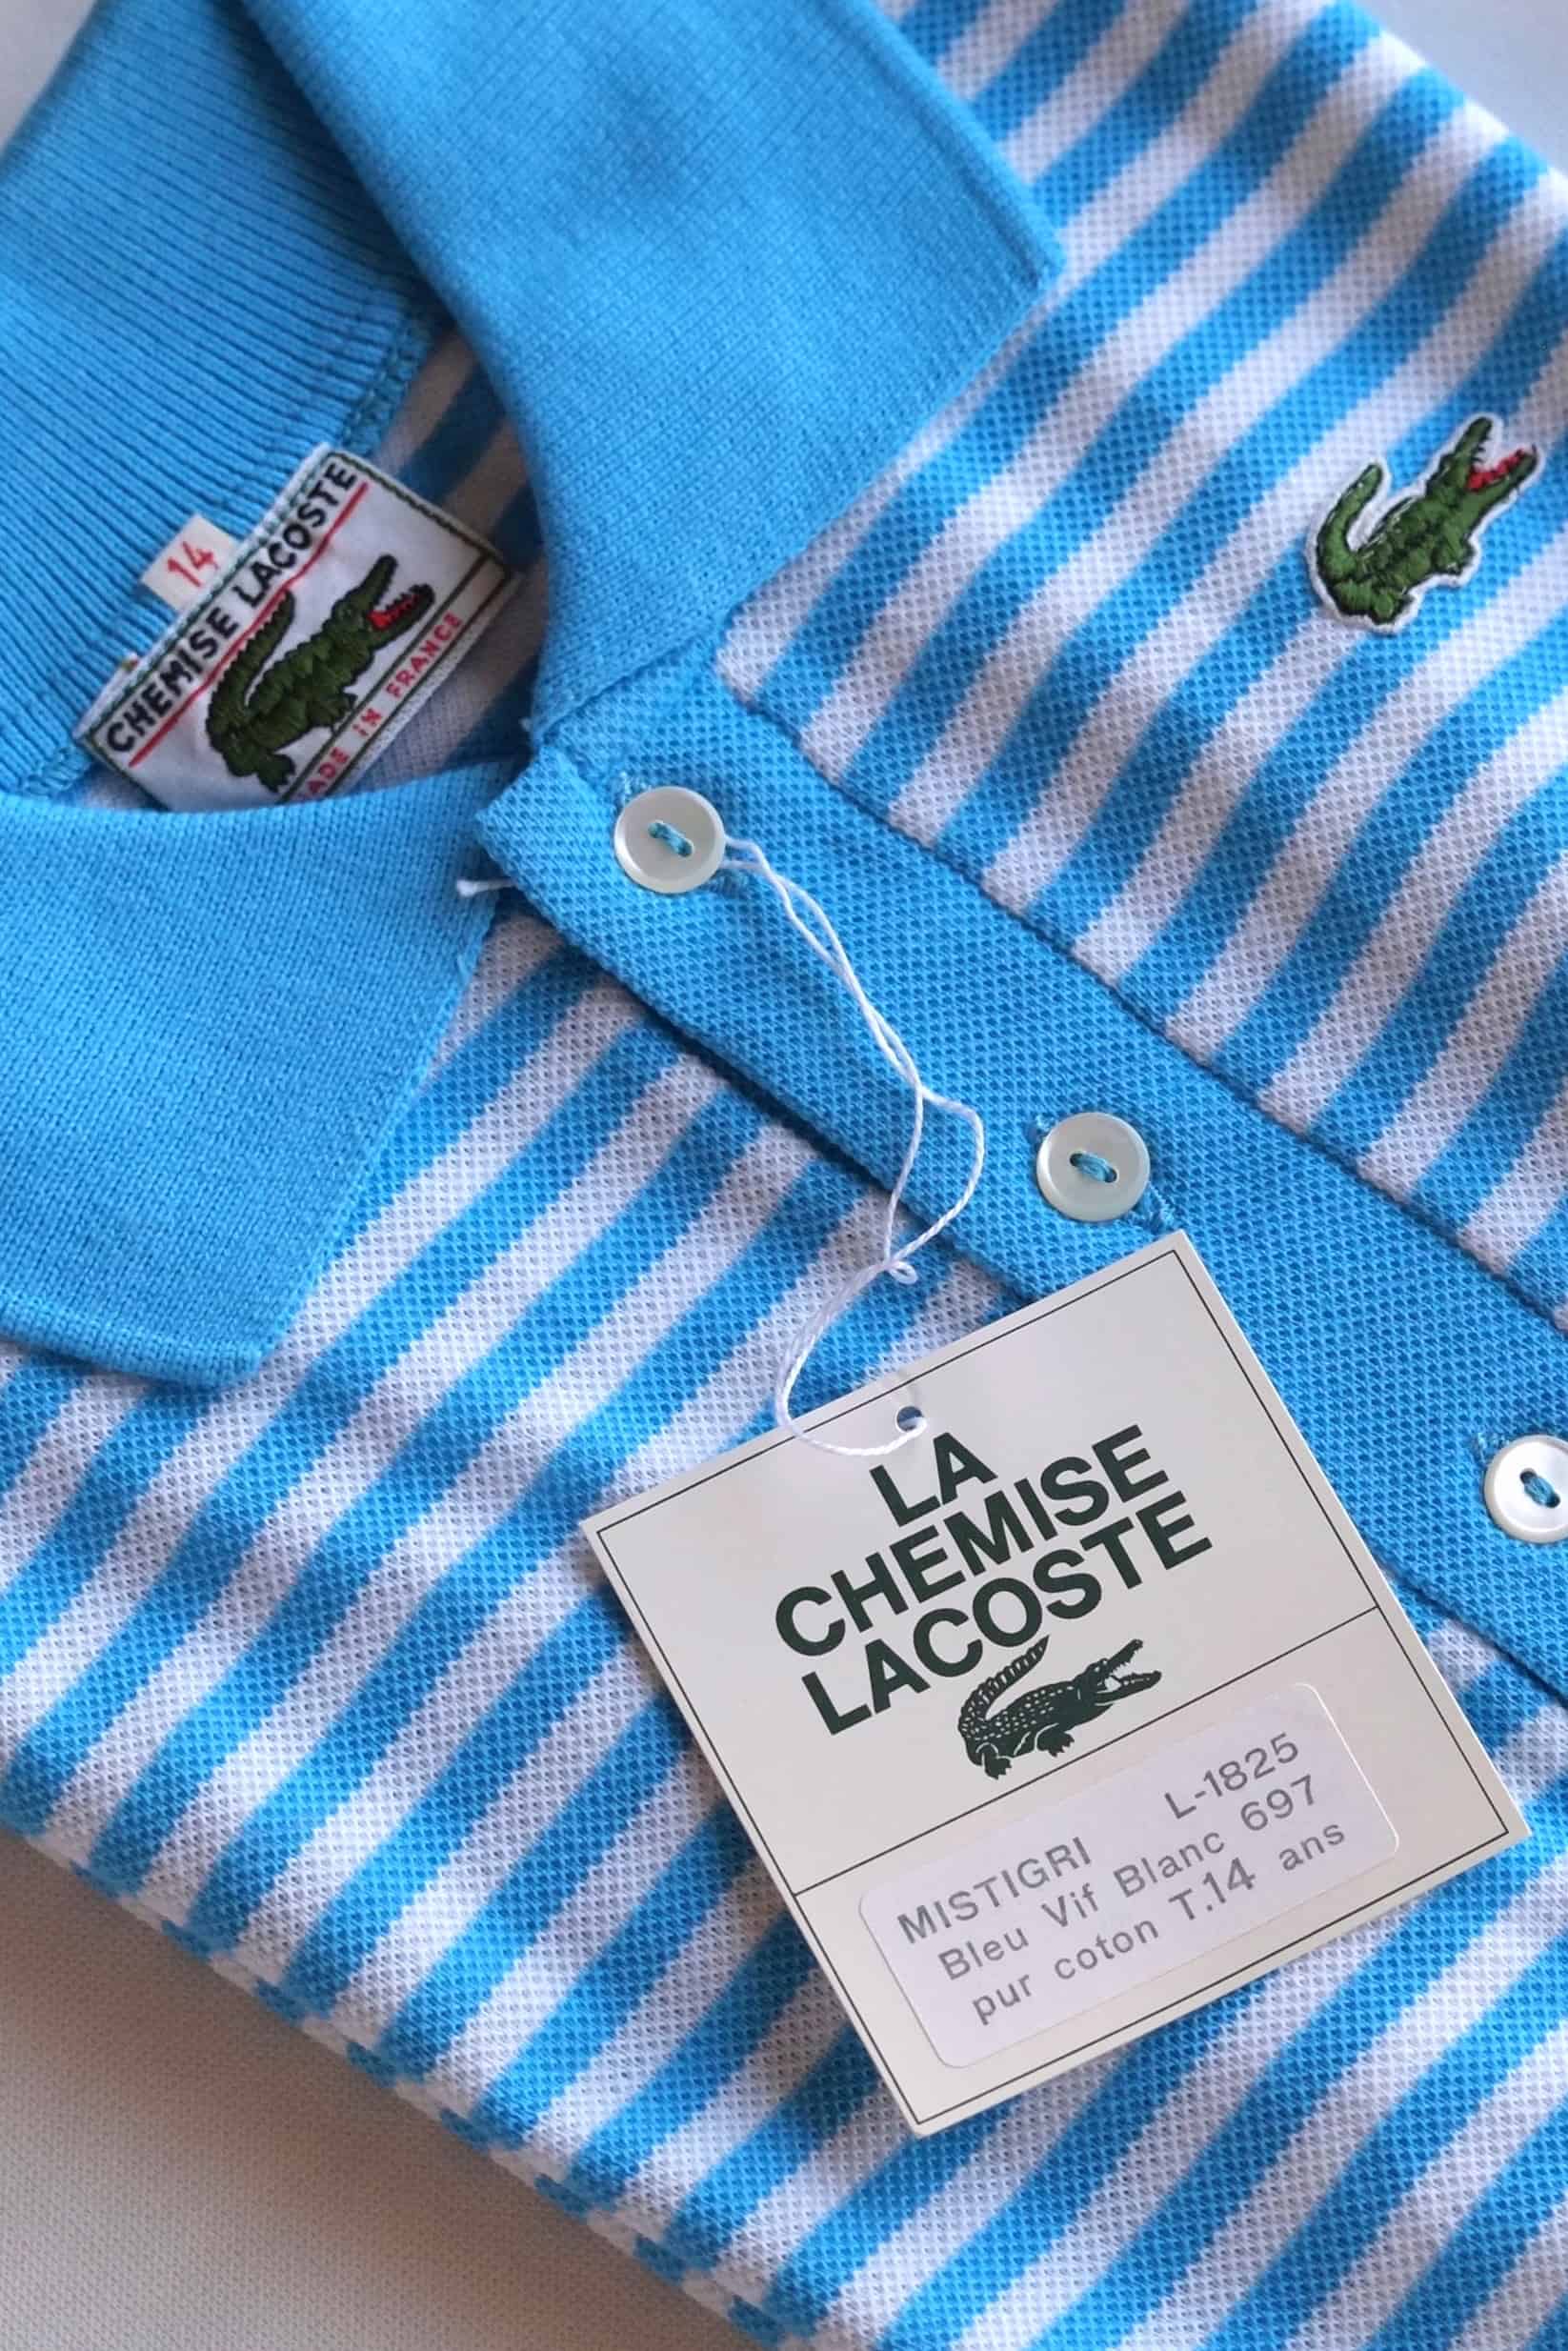 14
CHEMISE LACOSTE
MADE IN FRANCE
LA
CHEMISE
LACOSTE
MISTIGRI L-1825
Bleu Vif Blanc 697
pur coton T.14 ans